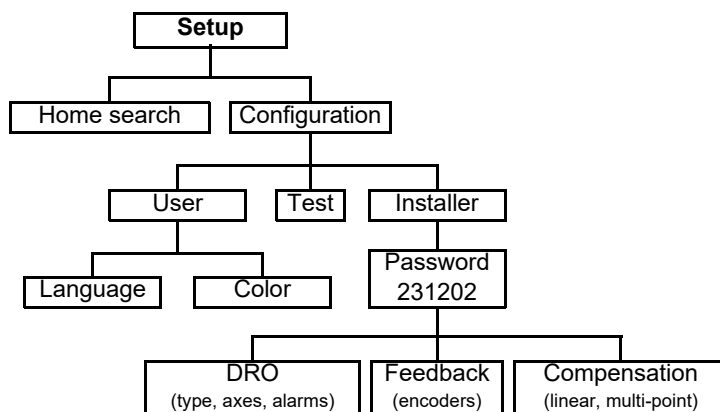 Setup
Home search
Configuration
User
Test
Installer
Language
Color
Password
231202
DRO
(type, axes, alarms)
Feedback
(encoders)
Compensation
(linear, multi-point)